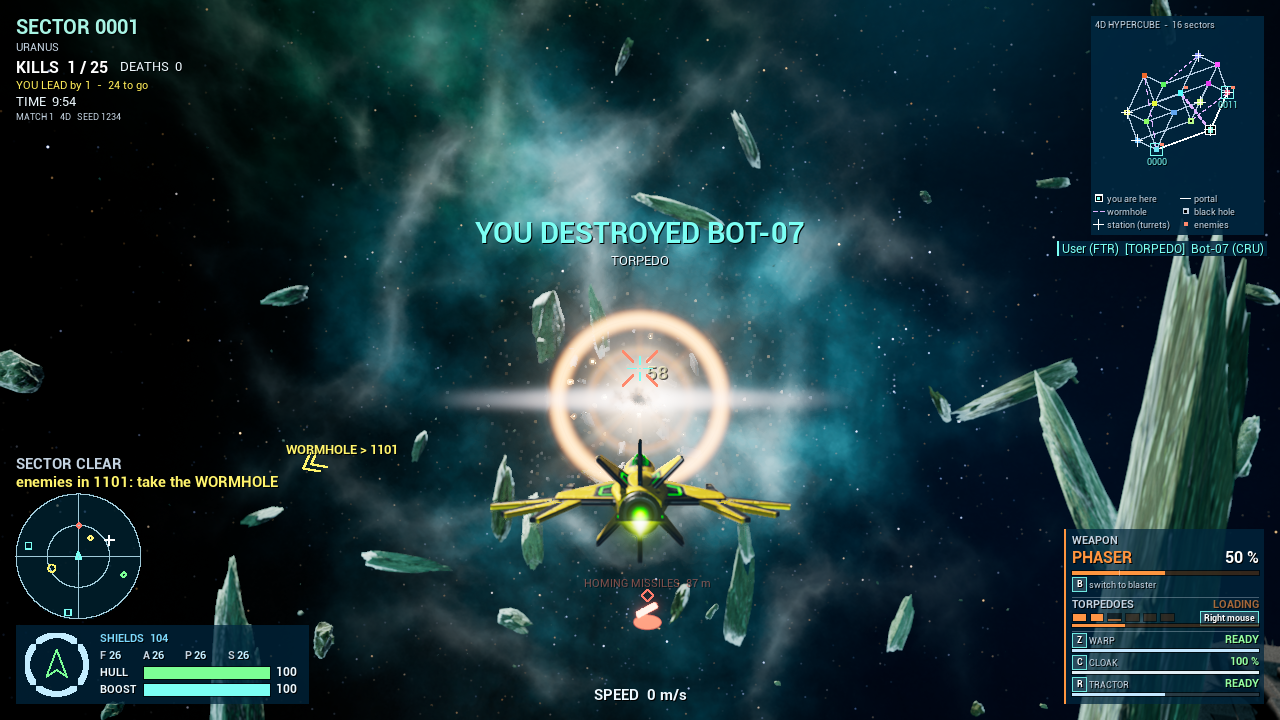 SECTOR 0001
URANUS
KILLS 1 / 25 DEATHS 0
YOU LEAD by 1 - 24 to go
TIME 9:54
MATCH 1 4D SEED 1234
4D HYPERCUBE - 16 sectors
0011
0000
you are here
portal
wormhole
black hole
station (turrets)
enemies
User (FTR) [TORPEDO] Bot-07 (CRU)
YOU DESTROYED BOT-07
TORPEDO
58
WORMHOLE > 1101
SECTOR CLEAR
enemies in 1101: take the WORMHOLE
HOMING MISSILES 87 m
SHIELDS 104
F 26 A 26 P 26 S 26
HULL 100
BOOST 100
SPEED 0 m/s
WEAPON
PHASER 50 %
B switch to blaster
TORPEDOES LOADING
Right mouse
Z WARP READY
C CLOAK 100 %
R TRACTOR READY